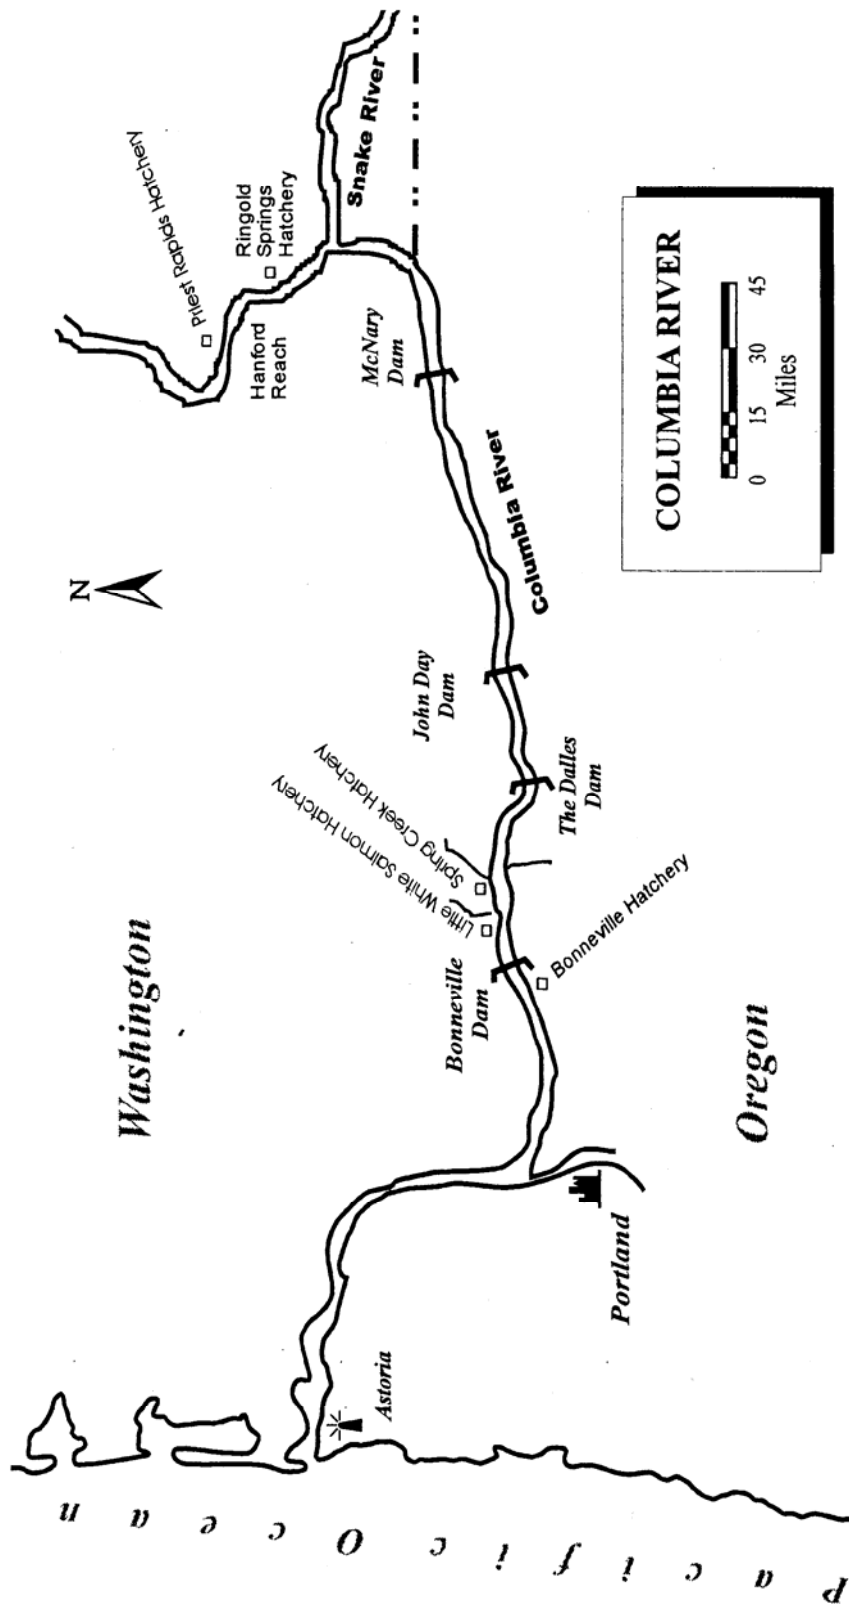 Pacific Ocean
Washington
Oregon
N
Priest Rapids Hatchery
Ringold
Springs
Hatchery
Hanford
Reach
Snake River
McNary
Dam
Columbia River
John Day
Dam
The Dalles
Dam
Spring Creek Hatchery
Little White Salmon Hatchery
Bonneville
Dam
Bonneville Hatchery
Portland
Astoria
COLUMBIA RIVER
0 15 30 45
Miles